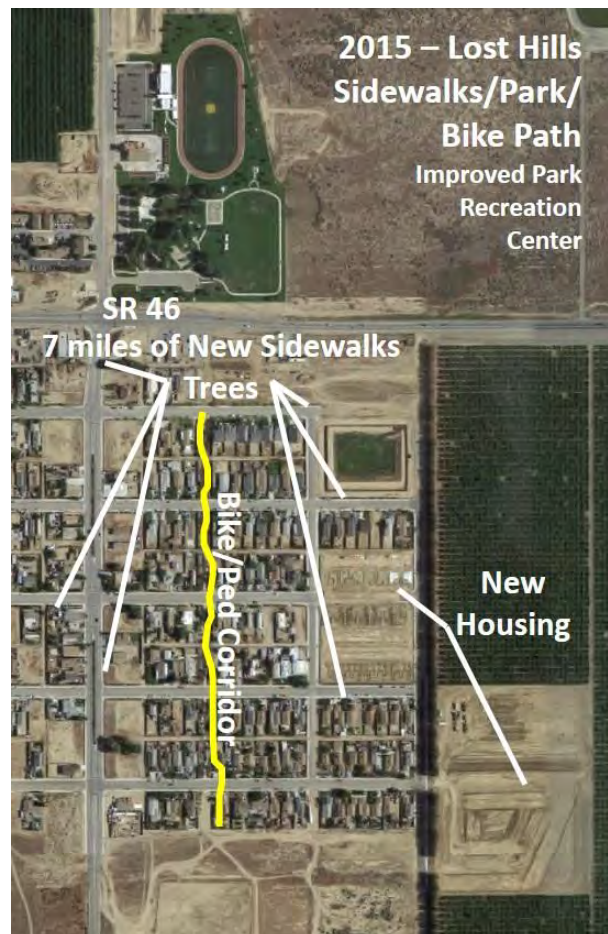 2015 – Lost Hills
Sidewalks/Park/
Bike Path
Improved Park
Recreation
Center
SR 46
7 miles of New Sidewalks
Trees
Bike/Ped Corridor
New
Housing